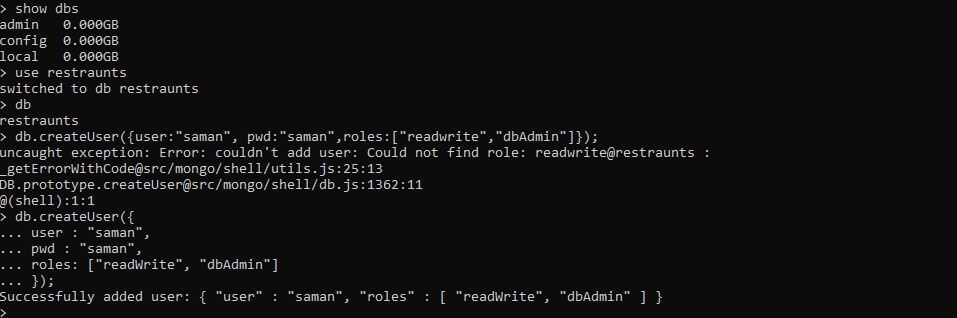 > show dbs
admin   0.000GB
config  0.000GB
local   0.000GB
> use restraunts
switched to db restraunts
> db
restraunts
> db.createUser({user:"saman", pwd:"saman",roles:["readwrite","dbAdmin"]});
uncaught exception: Error: couldn't add user: Could not find role: readwrite@restraunts :
_getErrorWithCode@src/mongo/shell/utils.js:25:13
DB.prototype.createUser@src/mongo/shell/db.js:1362:11
@(shell):1:1
> db.createUser({
... user : "saman",
... pwd : "saman",
... roles: ["readWrite", "dbAdmin"]
... });
Successfully added user: { "user" : "saman", "roles" : [ "readWrite", "dbAdmin" ] }
>